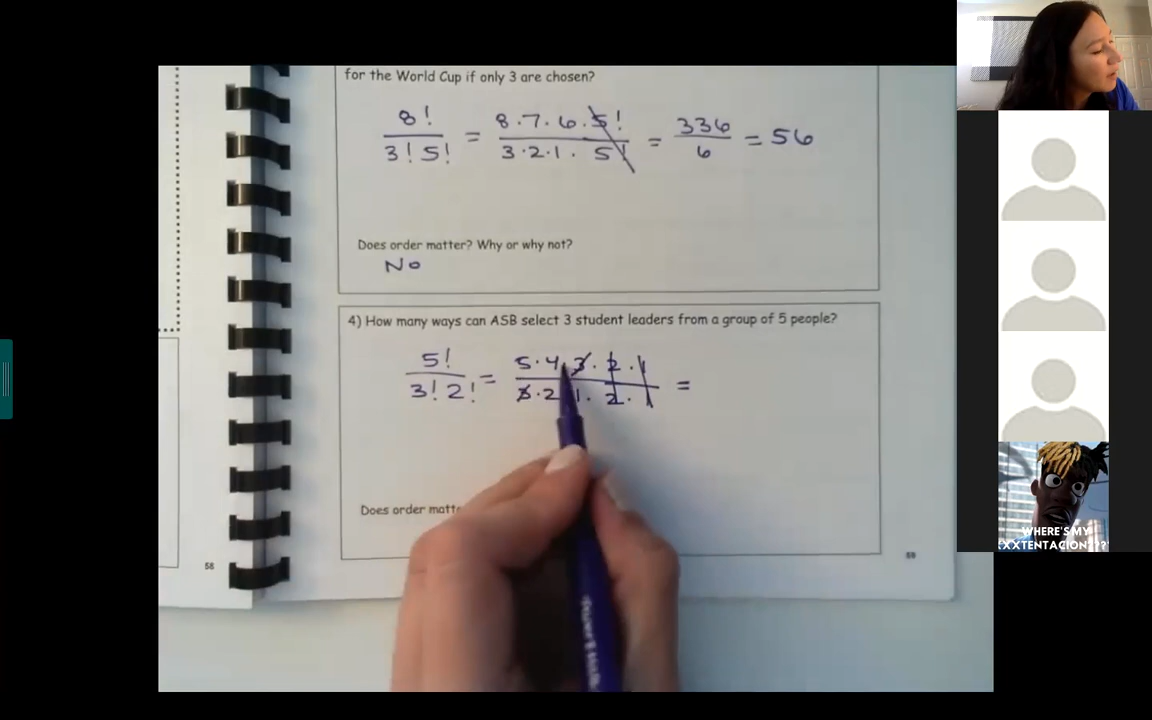 for the World Cup if only 3 are chosen?
8! / 3! 5! = 8·7·6·5! / 3·2·1·5! = 336 / 6 = 56
Does order matter? Why or why not?
No
4) How many ways can ASB select 3 student leaders from a group of 5 people?
5! / 3! 2! = 5·4·3·2·1 / 3·2·1·2·1 =
Does order
58
59
WHERE'S MY
XXTENTACION????